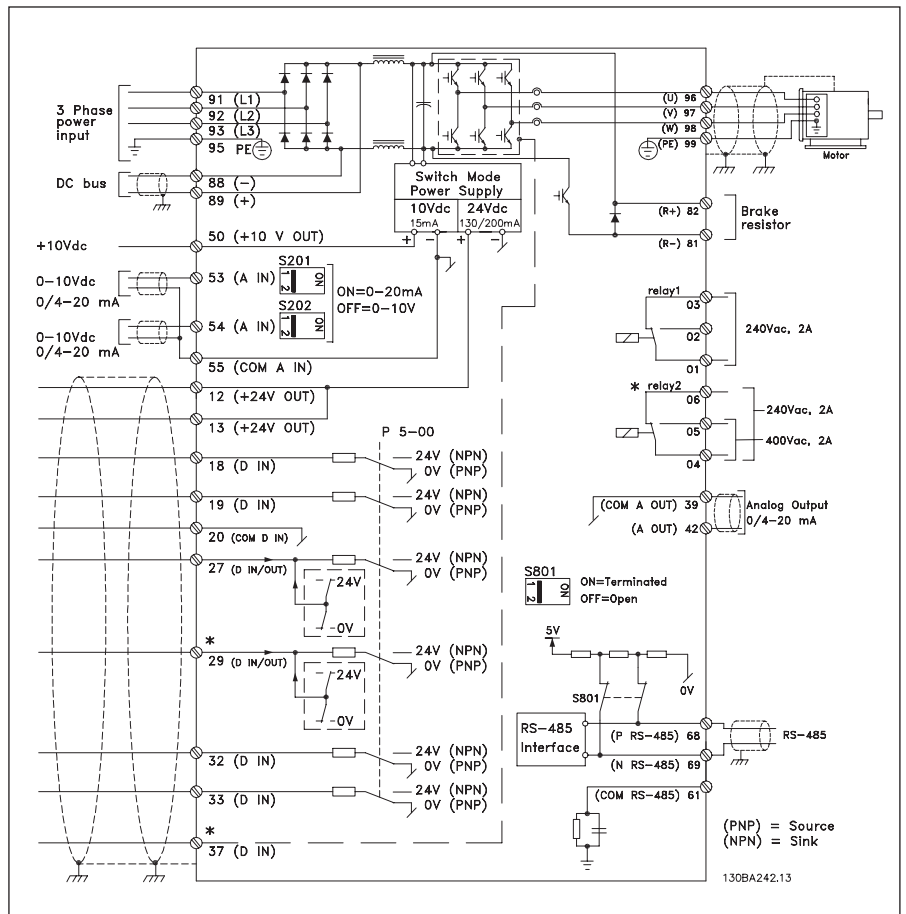 3 Phase
power
input
91 (L1)
92 (L2)
93 (L3)
95 PE
DC bus
88 (-)
89 (+)
+10Vdc
50 (+10 V OUT)
0-10Vdc
0/4-20 mA
53 (A IN)
S201
1 2
ON
0-10Vdc
0/4-20 mA
54 (A IN)
S202
1 2
ON
ON=0-20mA
OFF=0-10V
55 (COM A IN)
12 (+24V OUT)
13 (+24V OUT)
P 5-00
18 (D IN)
24V (NPN)
0V (PNP)
19 (D IN)
24V (NPN)
0V (PNP)
20 (COM D IN)
27 (D IN/OUT)
24V (NPN)
0V (PNP)
24V
0V
*
29 (D IN/OUT)
24V (NPN)
0V (PNP)
24V
0V
32 (D IN)
24V (NPN)
0V (PNP)
33 (D IN)
24V (NPN)
0V (PNP)
*
37 (D IN)
Switch Mode
Power Supply
10Vdc
15mA
24Vdc
130/200mA
+ - + -
(U) 96
(V) 97
(W) 98
(PE) 99
Motor
(R+) 82
(R-) 81
Brake
resistor
relay1
03
02
01
240Vac, 2A
* relay2
06
05
04
240Vac, 2A
400Vac, 2A
(COM A OUT) 39
(A OUT) 42
Analog Output
0/4-20 mA
S801
1 2
ON
ON=Terminated
OFF=Open
5V
0V
S801
RS-485
Interface
(P RS-485) 68
(N RS-485) 69
RS-485
(COM RS-485) 61
(PNP) = Source
(NPN) = Sink
130BA242.13